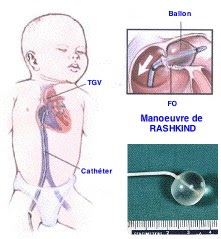 Ballon
TGV
FO
Manoeuvre de
RASHKIND
Cathéter